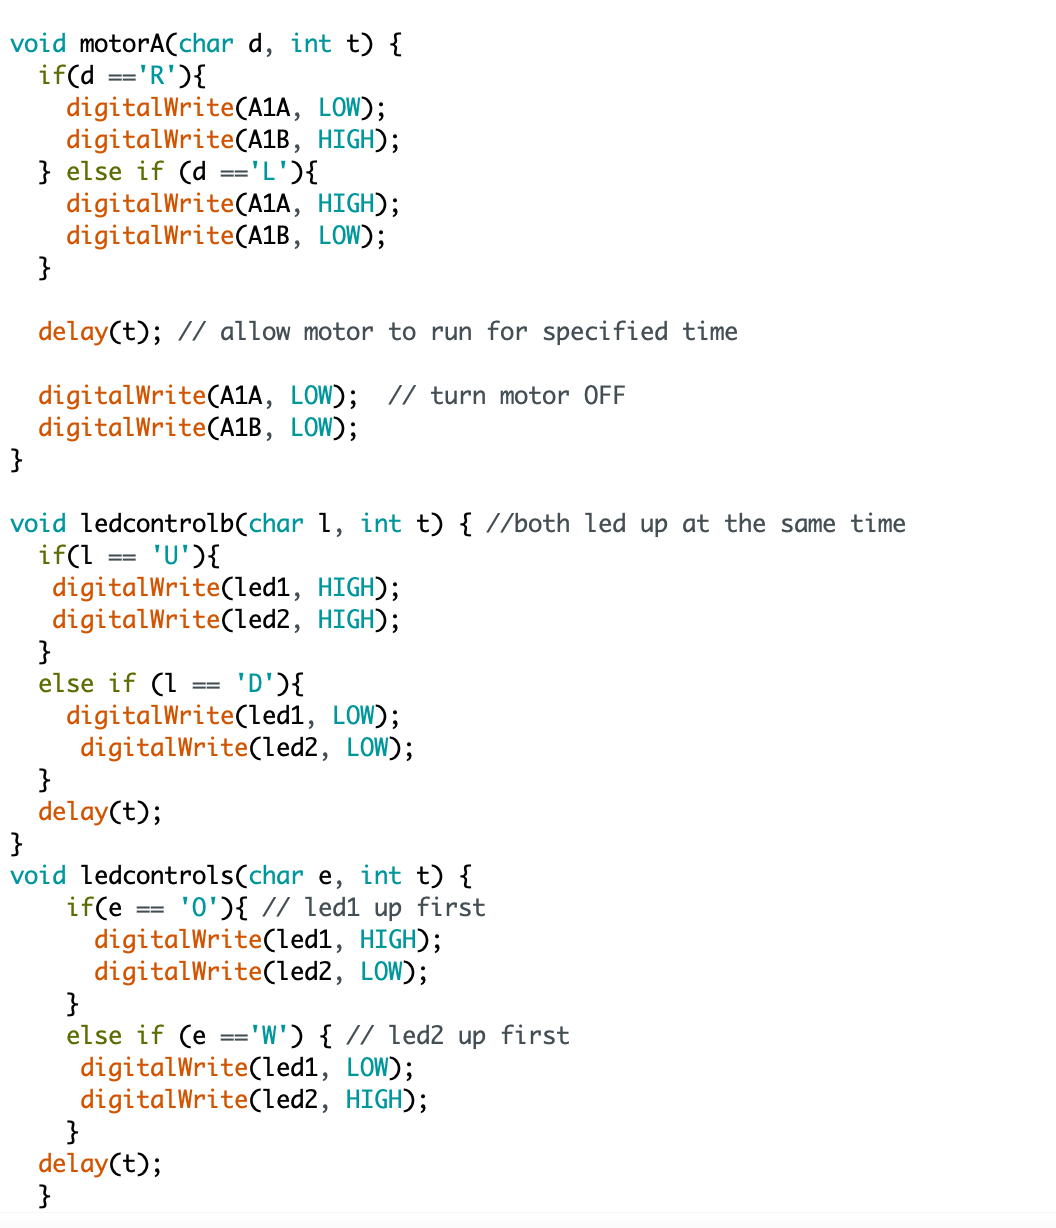 void motorA(char d, int t) {
  if(d =='R'){
    digitalWrite(A1A, LOW);
    digitalWrite(A1B, HIGH);
  } else if (d =='L'){
    digitalWrite(A1A, HIGH);
    digitalWrite(A1B, LOW);
  }

  delay(t); // allow motor to run for specified time

  digitalWrite(A1A, LOW);  // turn motor OFF
  digitalWrite(A1B, LOW);
}

void ledcontrolb(char l, int t) { //both led up at the same time
  if(l == 'U'){
   digitalWrite(led1, HIGH);
   digitalWrite(led2, HIGH);
  }
  else if (l == 'D'){
    digitalWrite(led1, LOW);
     digitalWrite(led2, LOW);
  }
  delay(t);
}
void ledcontrols(char e, int t) {
    if(e == 'O'){ // led1 up first
      digitalWrite(led1, HIGH);
      digitalWrite(led2, LOW);
    }
    else if (e =='W') { // led2 up first
     digitalWrite(led1, LOW);
     digitalWrite(led2, HIGH);
    }
  delay(t);
  }